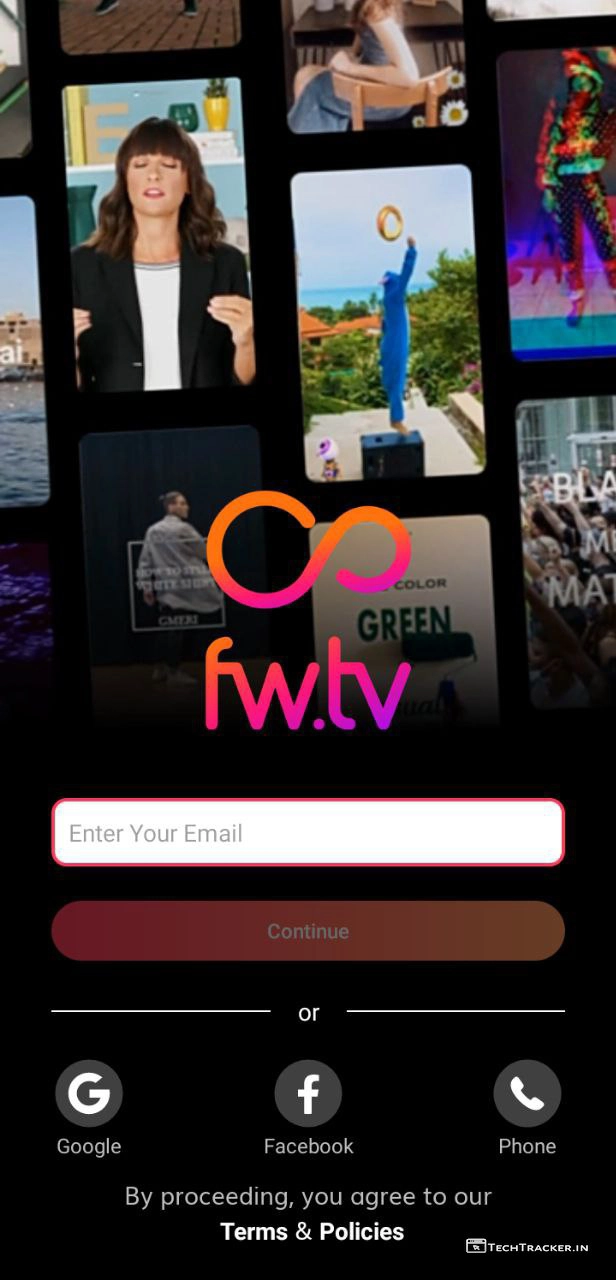 E
ai
BLA
MAT
HOW TO STYLE
WHITE SHIRT
GMERI
COLOR
GREEN
fw.tv
Enter Your Email
Continue
or
Google
Facebook
Phone
By proceeding, you agree to our
Terms & Policies
TECHTRACKER.IN